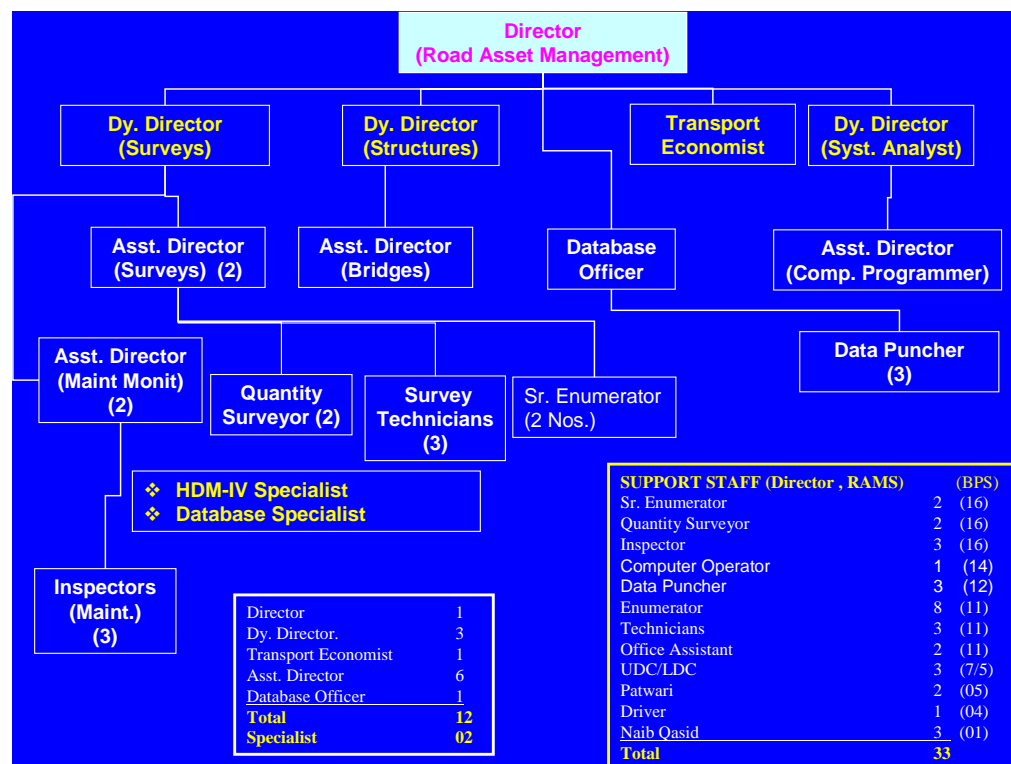 Director
(Road Asset Management)
Dy. Director
(Surveys)
Dy. Director
(Structures)
Transport
Economist
Dy. Director
(Syst. Analyst)
Asst. Director
(Surveys) (2)
Asst. Director
(Bridges)
Database
Officer
Asst. Director
(Comp. Programmer)
Asst. Director
(Maint Monit)
(2)
Quantity
Surveyor (2)
Survey
Technicians
(3)
Sr. Enumerator
(2 Nos.)
Data Puncher
(3)
❖ HDM-IV Specialist
❖ Database Specialist
Inspectors
(Maint.)
(3)
Director 1
Dy. Director. 3
Transport Economist 1
Asst. Director 6
Database Officer 1
Total 12
Specialist 02
SUPPORT STAFF (Director , RAMS) (BPS)
Sr. Enumerator 2 (16)
Quantity Surveyor 2 (16)
Inspector 3 (16)
Computer Operator 1 (14)
Data Puncher 3 (12)
Enumerator 8 (11)
Technicians 3 (11)
Office Assistant 2 (11)
UDC/LDC 3 (7/5)
Patwari 2 (05)
Driver 1 (04)
Naib Qasid 3 (01)
Total 33